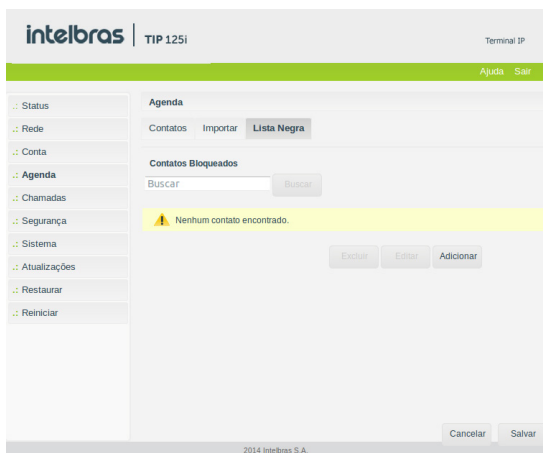 intelbras TIP 125i
Terminal IP
Ajuda Sair
.: Status
.: Rede
.: Conta
.: Agenda
.: Chamadas
.: Segurança
.: Sistema
.: Atualizações
.: Restaurar
.: Reiniciar
Agenda
Contatos Importar Lista Negra
Contatos Bloqueados
Buscar Buscar
Nenhum contato encontrado.
Excluir Editar Adicionar
Cancelar Salvar
2014 Intelbras S.A.